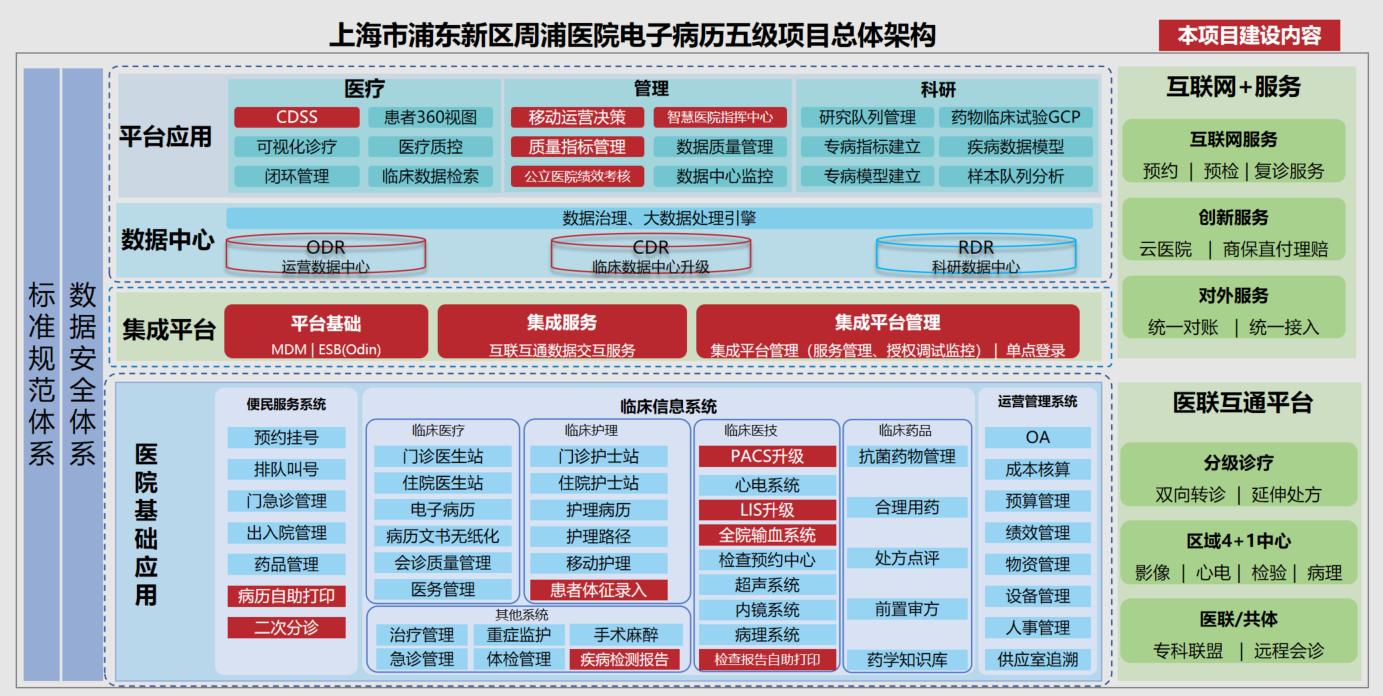 上海市浦东新区周浦医院电子病历五级项目总体架构
本项目建设内容
标准规范体系
数据安全体系
平台应用
医疗
CDSS
患者360视图
可视化诊疗
医疗质控
闭环管理
临床数据检索
管理
移动运营决策
智慧医院指挥中心
质量指标管理
数据质量管理
公立医院绩效考核
数据中心监控
科研
研究队列管理
药物临床试验GCP
专病指标建立
疾病数据模型
专病模型建立
样本队列分析
数据中心
数据治理、大数据处理引擎
ODR
运营数据中心
CDR
临床数据中心升级
RDR
科研数据中心
集成平台
平台基础
MDM | ESB(Odin)
集成服务
互联互通数据交互服务
集成平台管理
集成平台管理（服务管理、授权调试监控） | 单点登录
医院基础应用
便民服务系统
预约挂号
排队叫号
门急诊管理
出入院管理
药品管理
病历自助打印
二次分诊
临床信息系统
临床医疗
门诊医生站
住院医生站
电子病历
病历文书无纸化
会诊质量管理
医务管理
临床护理
门诊护士站
住院护士站
护理病历
护理路径
移动护理
患者体征录入
其他系统
治疗管理
重症监护
手术麻醉
急诊管理
体检管理
疾病检测报告
临床医技
PACS升级
心电系统
LIS升级
全院输血系统
检查预约中心
超声系统
内镜系统
病理系统
检查报告自助打印
临床药品
抗菌药物管理
合理用药
处方点评
前置审方
药学知识库
运营管理系统
OA
成本核算
预算管理
绩效管理
物资管理
设备管理
人事管理
供应室追溯
互联网+服务
互联网服务
预约 | 预检 | 复诊服务
创新服务
云医院 | 商保直付理赔
对外服务
统一对账 | 统一接入
医联互通平台
分级诊疗
双向转诊 | 延伸处方
区域4+1中心
影像 | 心电 | 检验 | 病理
医联/共体
专科联盟 | 远程会诊